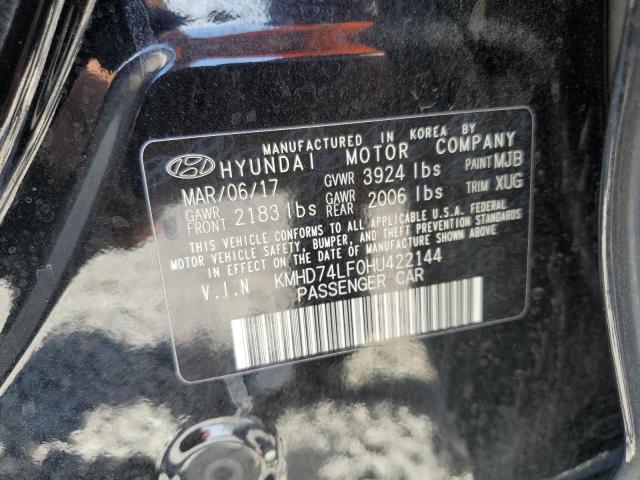 MANUFACTURED IN KOREA BY
HYUNDAI MOTOR COMPANY
MAR/06/17 GVWR 3924 lbs PAINT MJB
GAWR FRONT 2183 lbs GAWR REAR 2006 lbs TRIM XUG
THIS VEHICLE CONFORMS TO ALL APPLICABLE U.S.A. FEDERAL
MOTOR VEHICLE SAFETY, BUMPER, AND THEFT PREVENTION STANDARDS
IN EFFECT ON THE DATE OF MANUFACTURE SHOWN ABOVE.
V.I.N KMHD74LF0HU422144
PASSENGER CAR